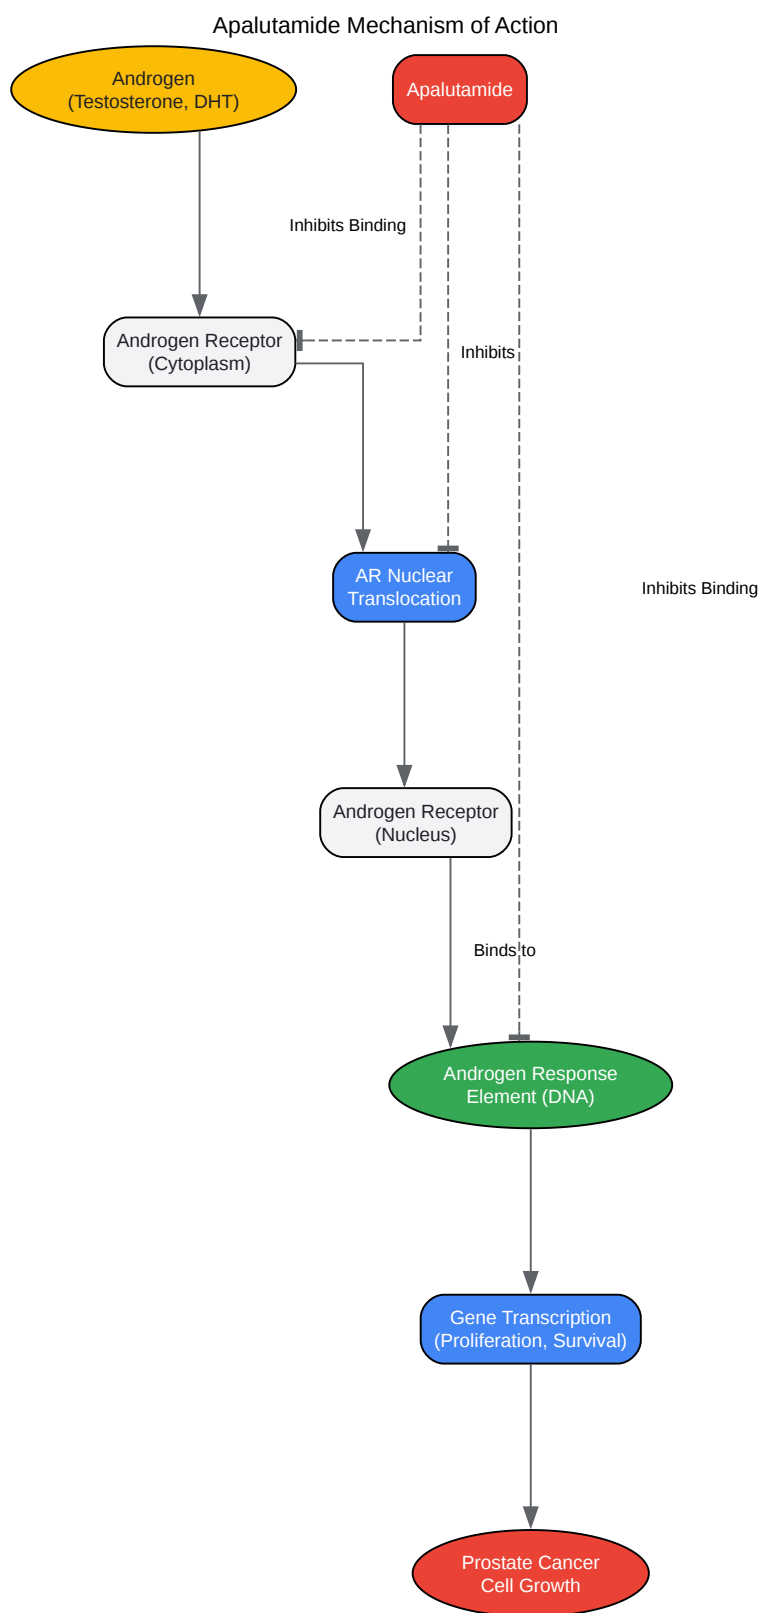 Apalutamide Mechanism of Action
Androgen
(Testosterone, DHT)
Apalutamide
Inhibits Binding
Androgen Receptor
(Cytoplasm)
Inhibits
AR Nuclear
Translocation
Inhibits Binding
Androgen Receptor
(Nucleus)
Binds to
Androgen Response
Element (DNA)
Gene Transcription
(Proliferation, Survival)
Prostate Cancer
Cell Growth